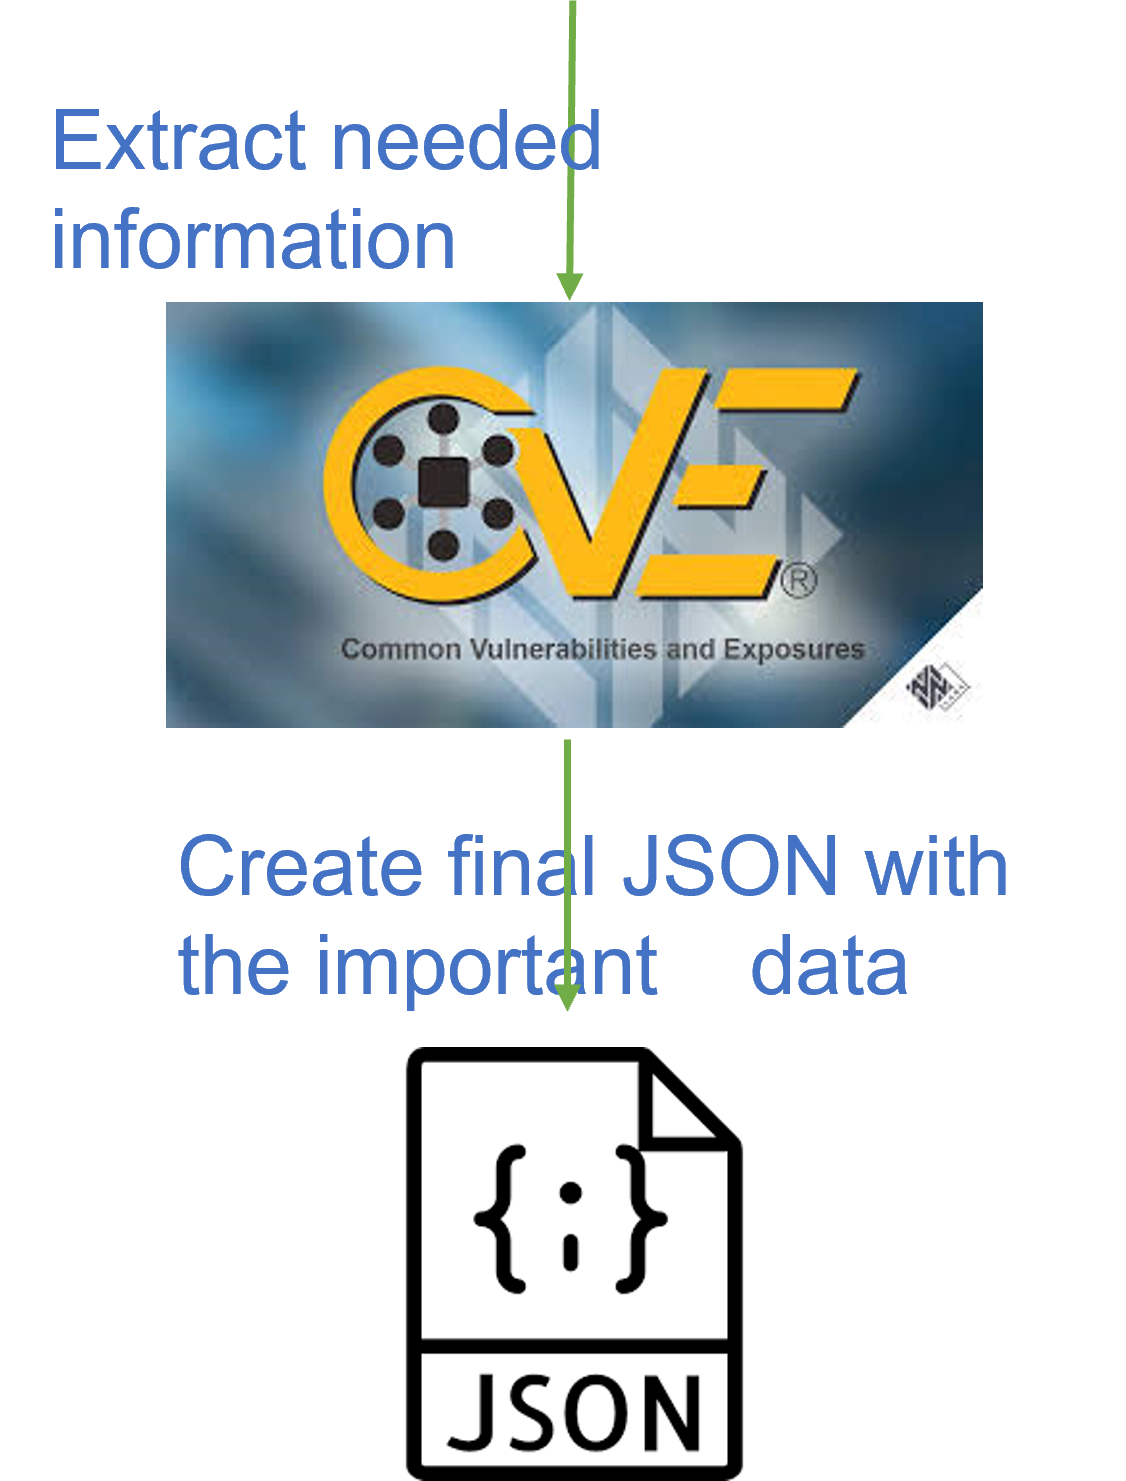 Extract needed
information
CVE®
Common Vulnerabilities and Exposures
Create final JSON with
the important data
{;}
JSON